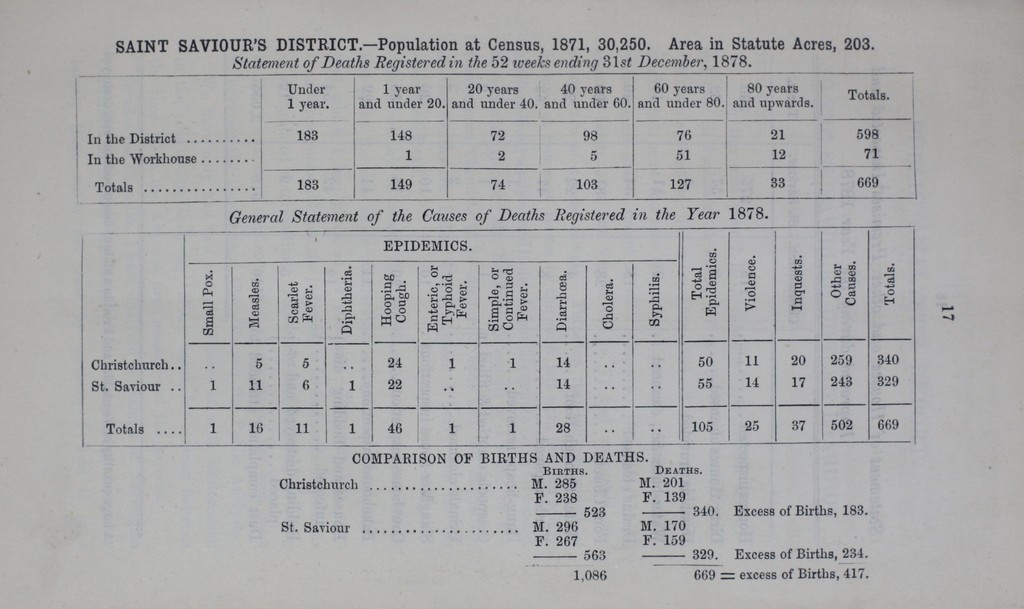 SAINT SAVIOUR'S DISTRICT.—Population at Census, 1871, 30,250. Area in Statute Acres, 203.
Statement of Deaths Registered in the 52 weeks ending 31st December, 1878.
Under 1 year. 1 year and under 20. 20 years and under 40. 40 years and under 60. 60 years and under 80. 80 years and upwards. Totals.
In the District .......... 183 148 72 98 76 21 598
In the Workhouse ........ 1 2 5 51 12 71
Totals ................ 183 149 74 103 127 33 669
General Statement of the Causes of Deaths Registered in the Year 1878.
EPIDEMICS.
Small Pox. Measles. Scarlet Fever. Diphtheria. Hooping Cough. Enteric, or Typhoid Fever. Simple, or Continued Fever. Diarrhœa. Cholera. Syphilis. Total Epidemics. Violence. Inquests. Other Causes. Totals.
Christchurch.. .. 5 5 .. 24 1 1 14 .. .. 50 11 20 259 340
St. Saviour .. 1 11 6 1 22 .. .. 14 .. .. 55 14 17 243 329
Totals .... 1 16 11 1 46 1 1 28 .. .. 105 25 37 502 669
COMPARISON OF BIRTHS AND DEATHS.
BIRTHS. DEATHS.
Christchurch ...................... M. 285 M. 201
F. 238 F. 139
—— 523 —— 340. Excess of Births, 183.
St. Saviour ....................... M. 296 M. 170
F. 267 F. 159
—— 563 —— 329. Excess of Births, 234.
1,086 669 = excess of Births, 417.
17